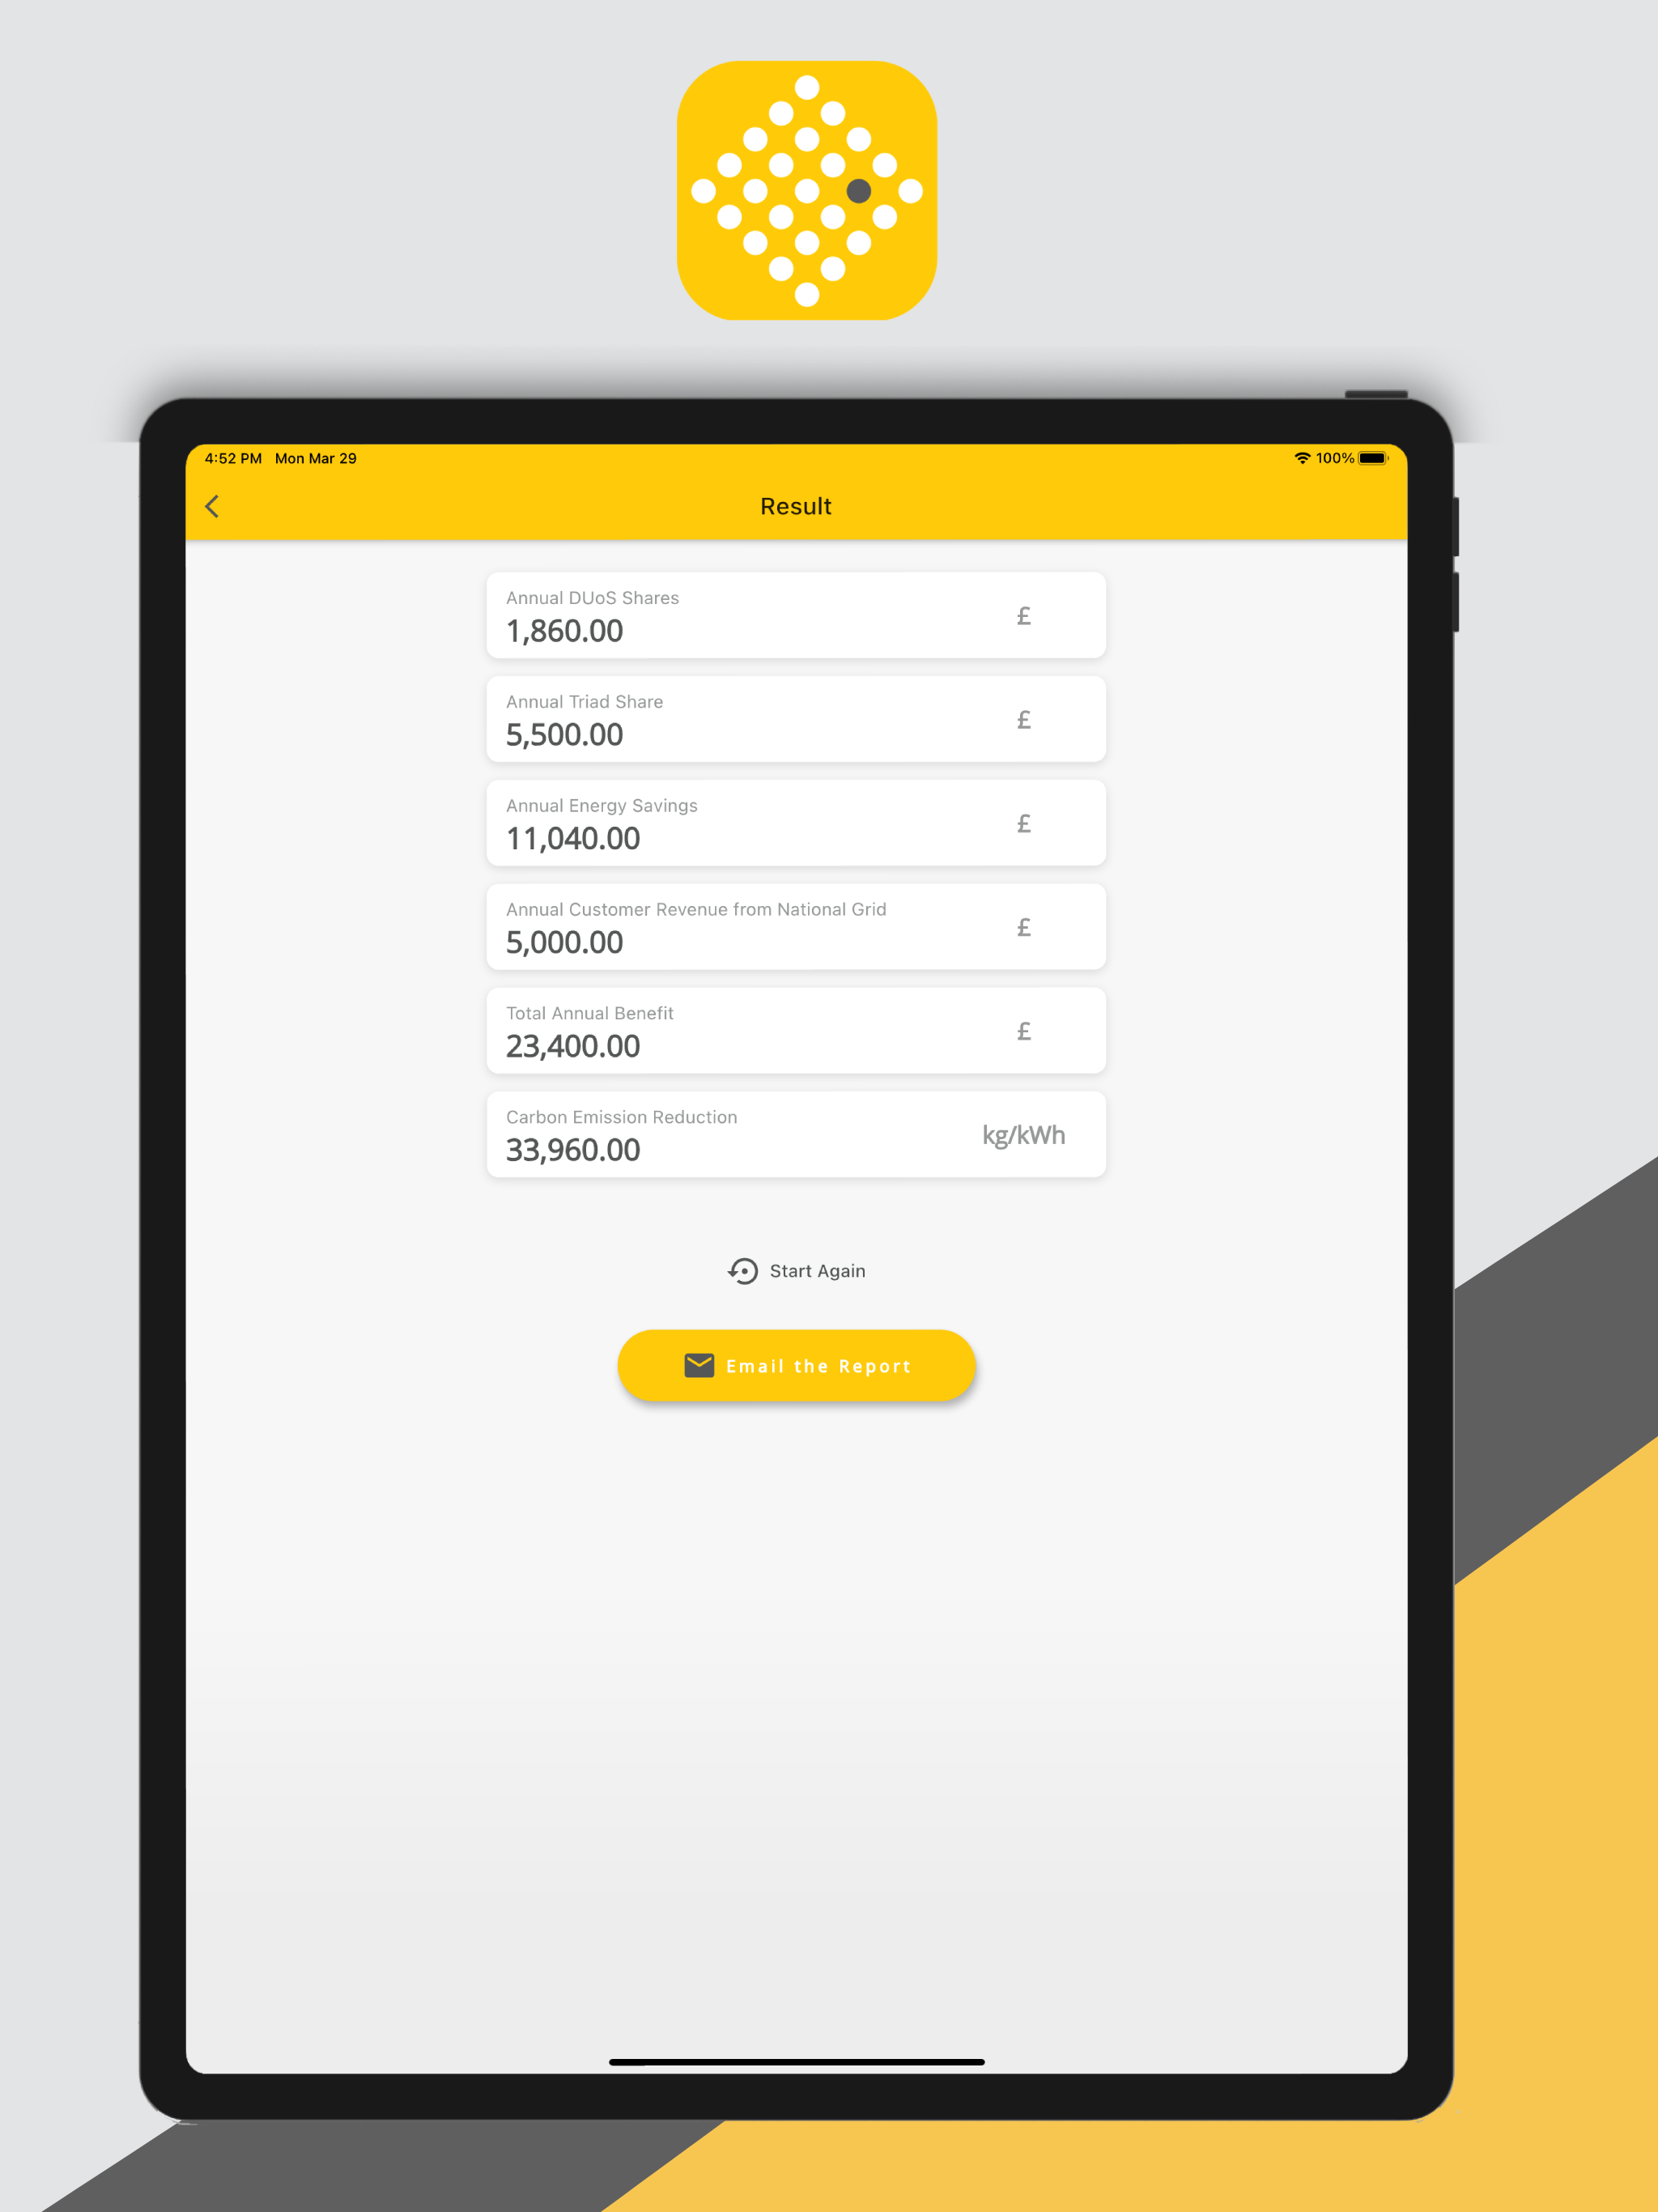 4:52 PM Mon Mar 29 100%
Result
Annual DUoS Shares
1,860.00 £
Annual Triad Share
5,500.00 £
Annual Energy Savings
11,040.00 £
Annual Customer Revenue from National Grid
5,000.00 £
Total Annual Benefit
23,400.00 £
Carbon Emission Reduction
33,960.00 kg/kWh
Start Again
Email the Report